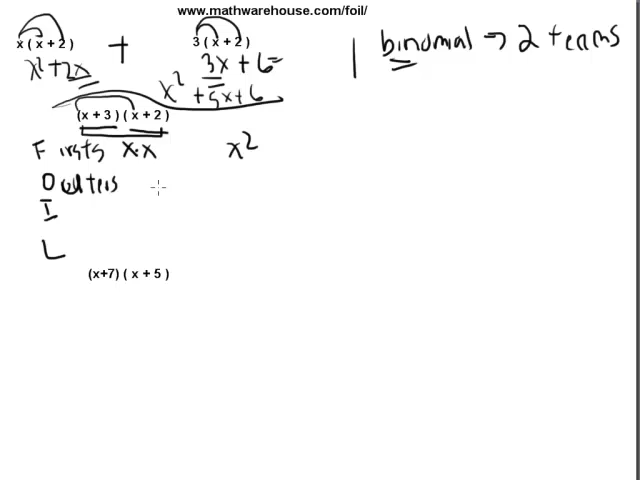 www.mathwarehouse.com/foil/
x ( x + 2 ) + 3 ( x + 2 )
x² + 2x 3x + 6 =
x² + 5x + 6
binomial → 2 terms
(x + 3 ) ( x + 2 )
Firsts x·x x²
Outers
I
L
(x+7) ( x + 5 )